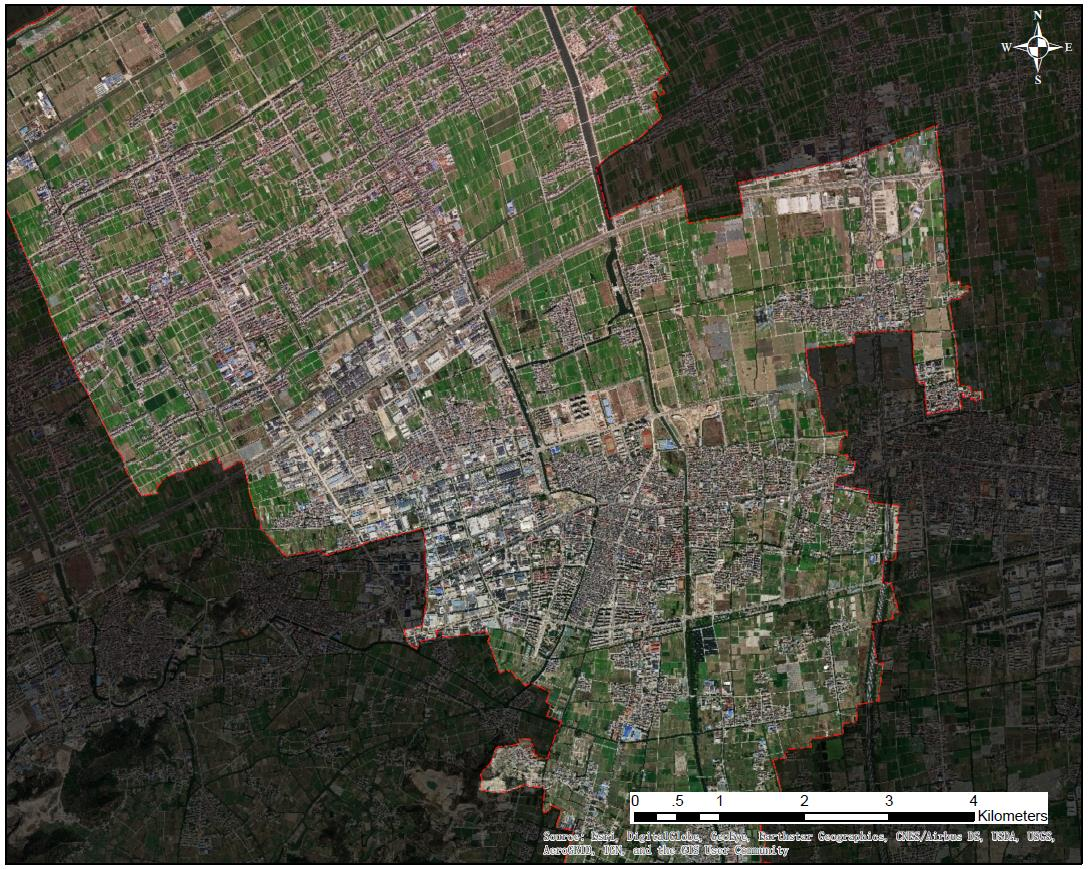 N
W E
S
0 .5 1 2 3 4
Kilometers
Source: Esri, DigitalGlobe, GeoEye, Earthstar Geographics, CNES/Airbus DS, USDA, USGS,
AeroGRID, IGN, and the GIS User Community